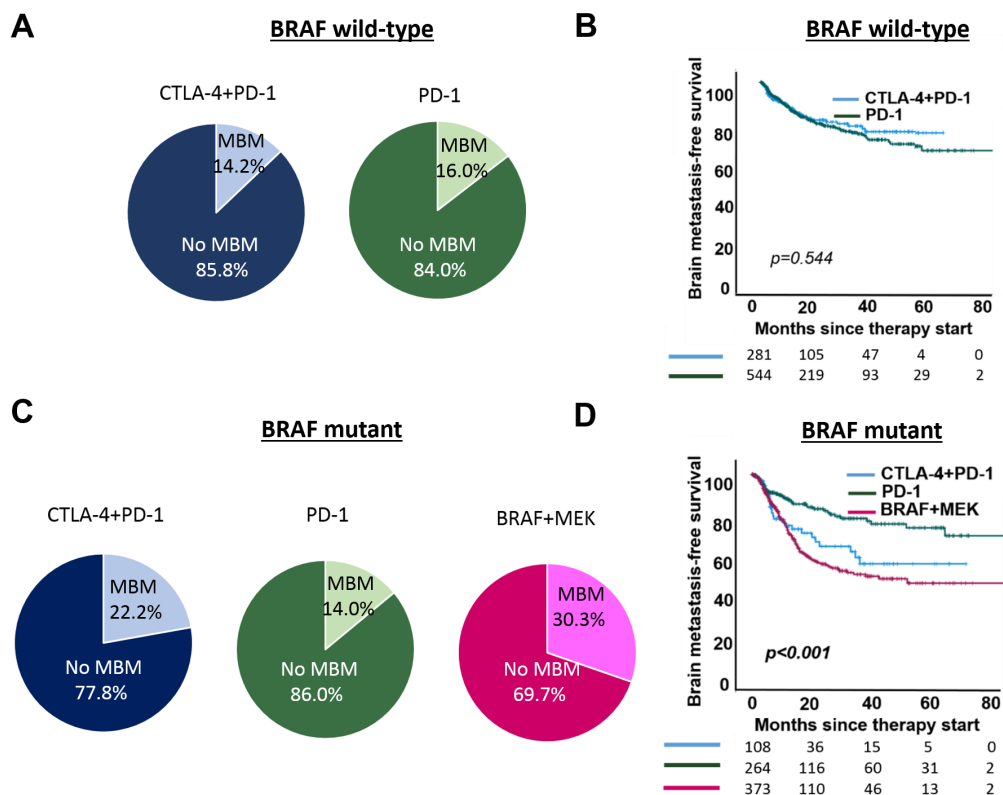 A
BRAF wild-type
CTLA-4+PD-1
MBM
14.2%
No MBM
85.8%
PD-1
MBM
16.0%
No MBM
84.0%
B
BRAF wild-type
Brain metastasis-free survival
100
80
60
40
20
0
CTLA-4+PD-1
PD-1
p=0.544
20 40 60 80
Months since therapy start
281 105 47 4 0
544 219 93 29 2
C
BRAF mutant
CTLA-4+PD-1
MBM
22.2%
No MBM
77.8%
PD-1
MBM
14.0%
No MBM
86.0%
BRAF+MEK
MBM
30.3%
No MBM
69.7%
D
BRAF mutant
Brain metastasis-free survival
100
80
60
40
20
0
CTLA-4+PD-1
PD-1
BRAF+MEK
p<0.001
0 20 40 60 80
Months since therapy start
108 36 15 5 0
264 116 60 31 2
373 110 46 13 2